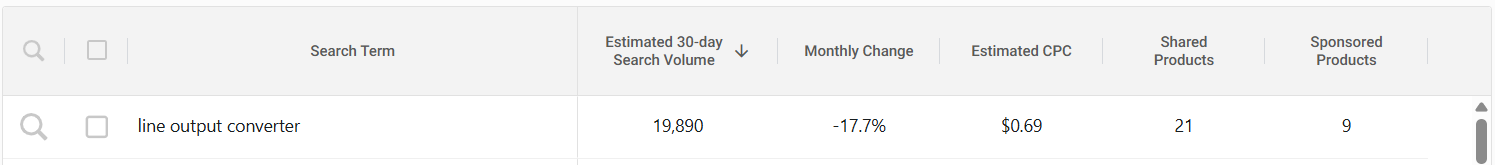 Search Term
Estimated 30-day
Search Volume
Monthly Change
Estimated CPC
Shared
Products
Sponsored
Products
line output converter
19,890
-17.7%
$0.69
21
9